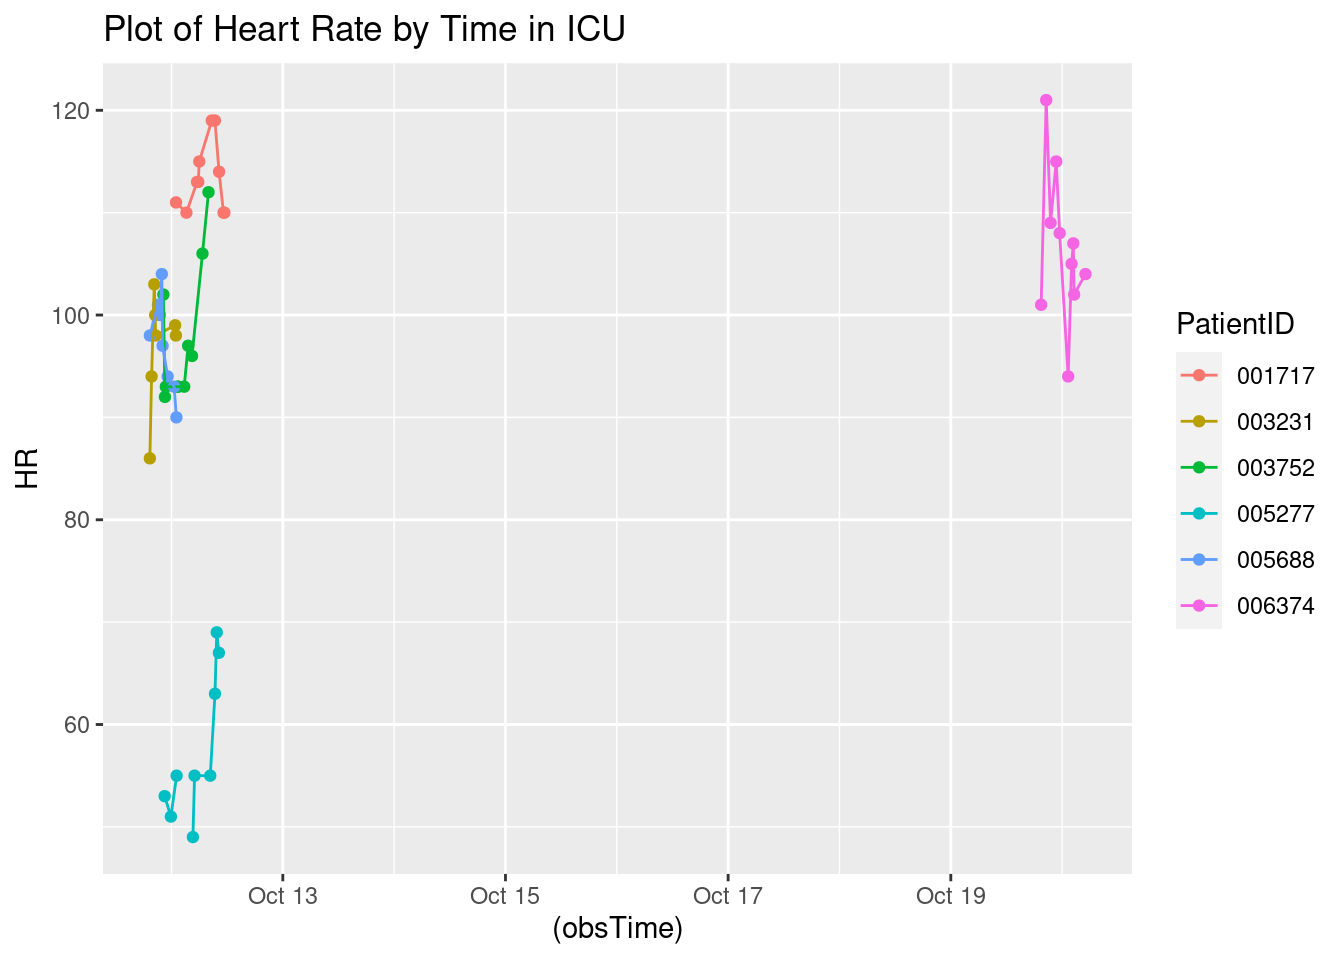 Plot of Heart Rate by Time in ICU
120
100
80
60
HR
Oct 13
Oct 15
Oct 17
Oct 19
(obsTime)
PatientID
001717
003231
003752
005277
005688
006374